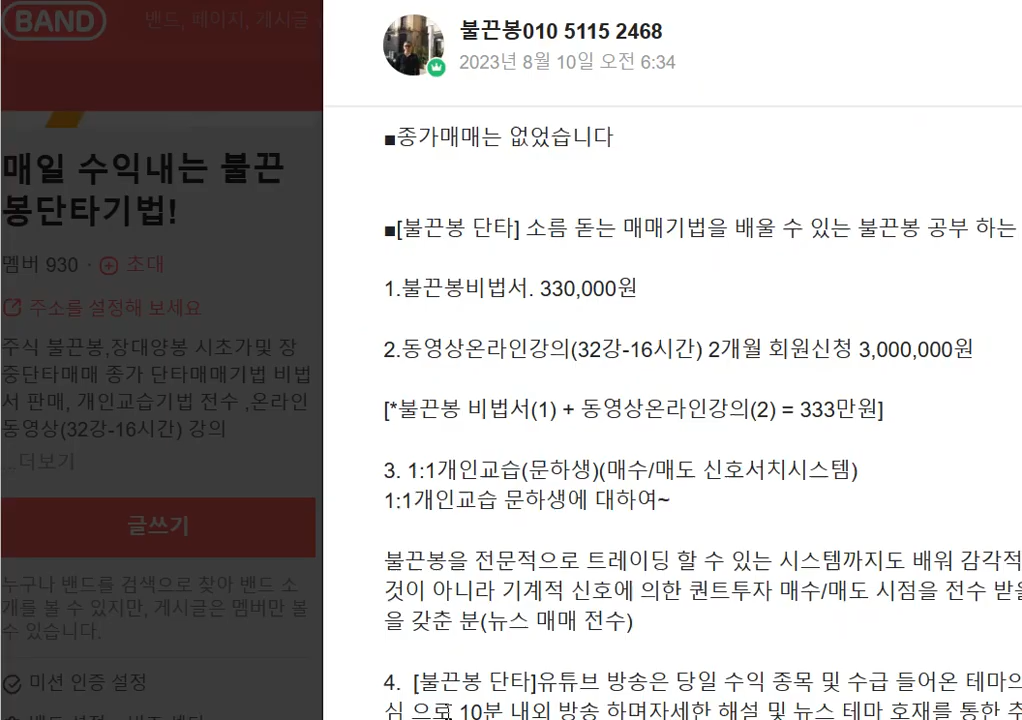 BAND
밴드, 페이지, 게시글
매일 수익내는 불끈
봉단타기법!
멤버 930 · 초대
주소를 설정해 보세요
주식 불끈봉,장대양봉 시초가및 장
중단타매매 종가 단타매매기법 비법
서 판매, 개인교습기법 전수 ,온라인
동영상(32강-16시간) 강의
...더보기
글쓰기
누구나 밴드를 검색으로 찾아 밴드 소
개를 볼 수 있지만, 게시글은 멤버만 볼
수 있습니다.
미션 인증 설정
불끈봉010 5115 2468
2023년 8월 10일 오전 6:34
■종가매매는 없었습니다
■[불끈봉 단타] 소름 돋는 매매기법을 배울 수 있는 불끈봉 공부 하는
1.불끈봉비법서. 330,000원
2.동영상온라인강의(32강-16시간) 2개월 회원신청 3,000,000원
[*불끈봉 비법서(1) + 동영상온라인강의(2) = 333만원]
3. 1:1개인교습(문하생)(매수/매도 신호서치시스템)
1:1개인교습 문하생에 대하여~
불끈봉을 전문적으로 트레이딩 할 수 있는 시스템까지도 배워 감각적
것이 아니라 기계적 신호에 의한 퀀트투자 매수/매도 시점을 전수 받을
을 갖춘 분(뉴스 매매 전수)
4. [불끈봉 단타]유튜브 방송은 당일 수익 종목 및 수급 들어온 테마의
심 으로 10분 내외 방송 하며자세한 해설 및 뉴스 테마 호재를 통한 추